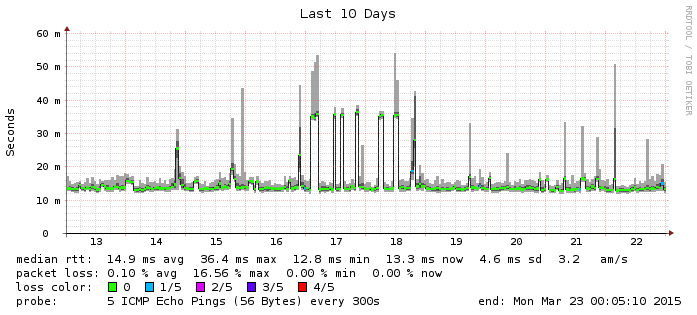 Last 10 Days
RRDTOOL / TOBI OETIKER
Seconds
60 m
50 m
40 m
30 m
20 m
10 m
0
13 14 15 16 17 18 19 20 21 22
median rtt: 14.9 ms avg 36.4 ms max 12.8 ms min 13.3 ms now 4.6 ms sd 3.2 am/s
packet loss: 0.10 % avg 16.56 % max 0.00 % min 0.00 % now
loss color: 0 1/5 2/5 3/5 4/5
probe: 5 ICMP Echo Pings (56 Bytes) every 300s end: Mon Mar 23 00:05:10 2015